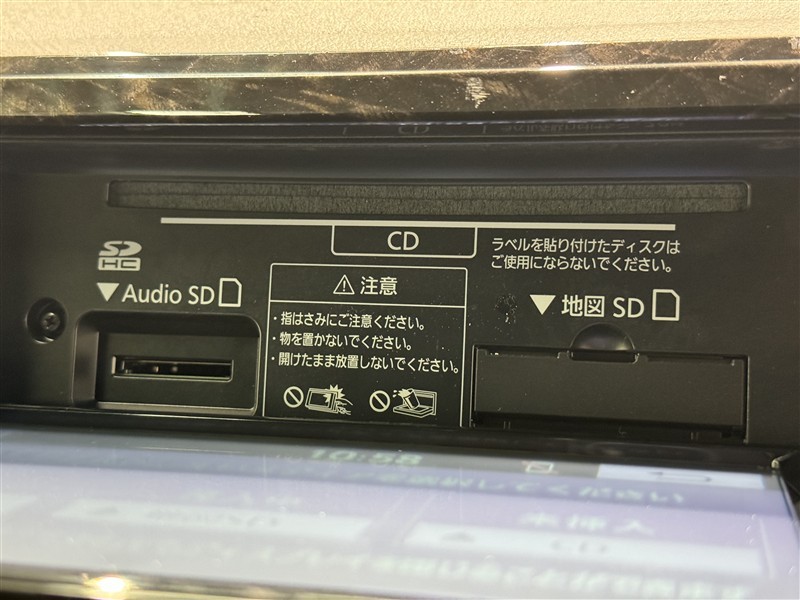 CD
ラベルを貼り付けたディスクは
ご使用にならないでください。
SD
HC
▼Audio SD
⚠注意
・指はさみにご注意ください。
・物を置かないでください。
・開けたまま放置しないでください。
▼地図 SD
10:58